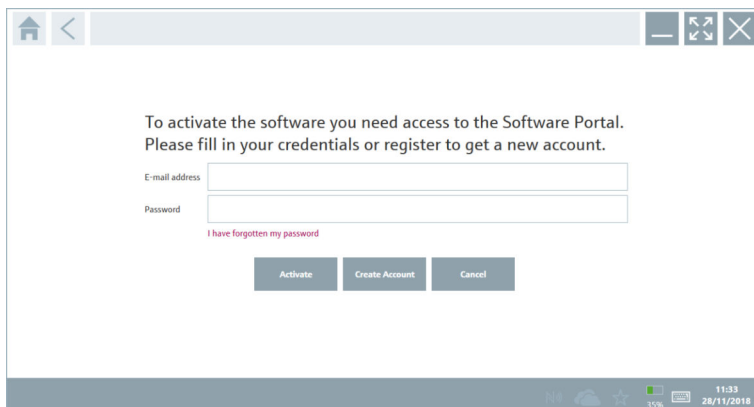 To activate the software you need access to the Software Portal.
Please fill in your credentials or register to get a new account.
E-mail address
Password
I have forgotten my password
Activate Create Account Cancel
11:33
35% 28/11/2018